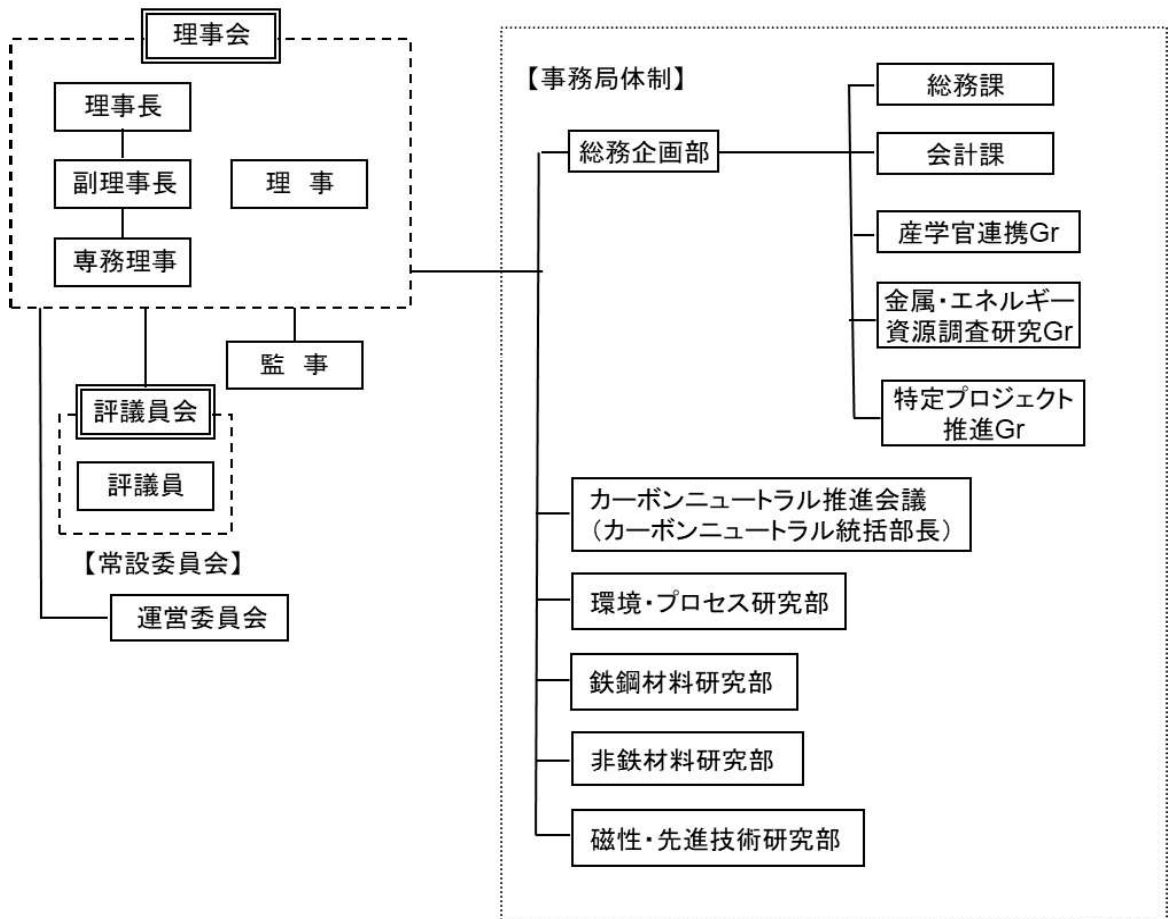 理事会
理事長
副理事長
理　事
専務理事
監　事
評議員会
評議員
【常設委員会】
運営委員会
【事務局体制】
総務企画部
総務課
会計課
産学官連携Gr
金属・エネルギー
資源調査研究Gr
特定プロジェクト
推進Gr
カーボンニュートラル推進会議
（カーボンニュートラル統括部長）
環境・プロセス研究部
鉄鋼材料研究部
非鉄材料研究部
磁性・先進技術研究部